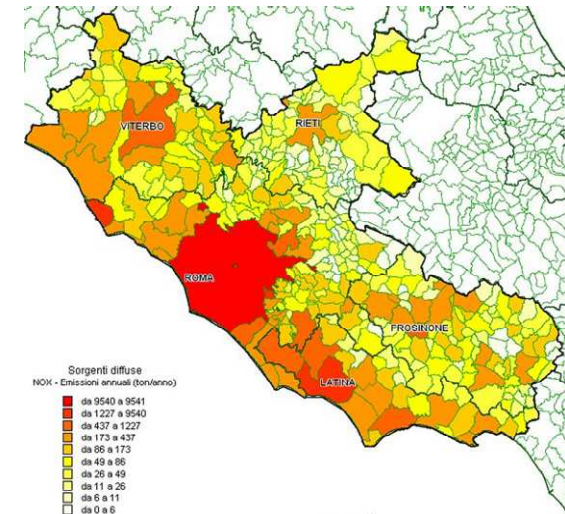 VITERBO
RIETI
ROMA
FROSINONE
LATINA
Sorgenti diffuse
NOX - Emissioni annuali (ton/anno)
da 9540 a 9541
da 1227 a 9540
da 437 a 1227
da 173 a 437
da 86 a 173
da 49 a 86
da 26 a 49
da 11 a 26
da 6 a 11
da 0 a 6